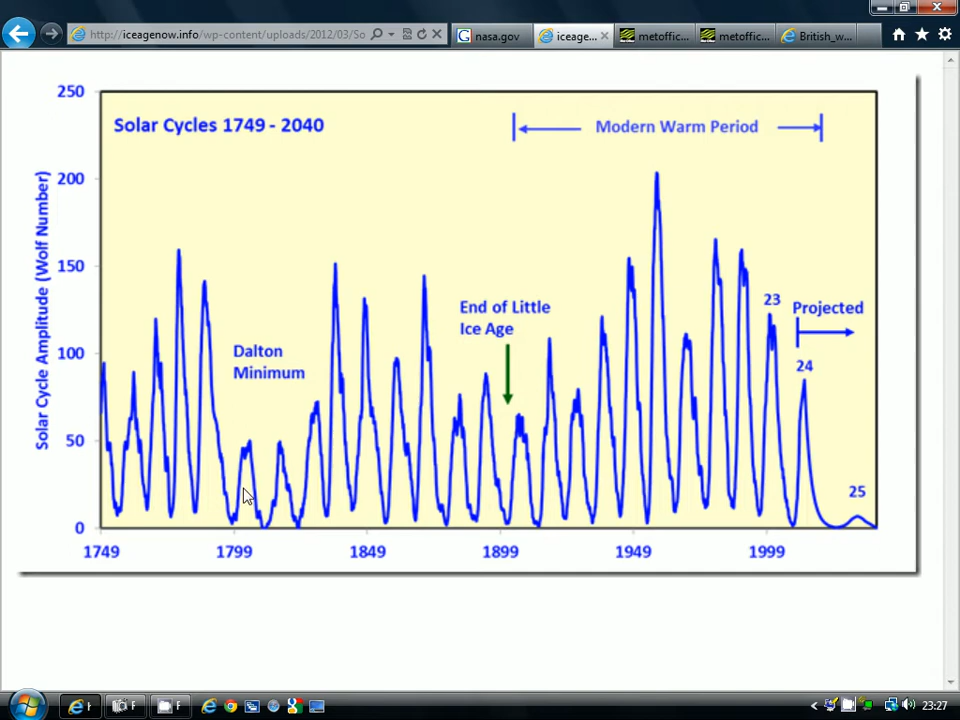 http://iceagenow.info/wp-content/uploads/2012/03/So
nasa.gov
iceage...
metoffic...
metoffic...
British_w...
250
Solar Cycles 1749 - 2040
Modern Warm Period
200
150
100
50
0
Solar Cycle Amplitude (Wolf Number)
End of Little
Ice Age
23
Projected
Dalton
Minimum
24
25
1749
1799
1849
1899
1949
1999
23:27